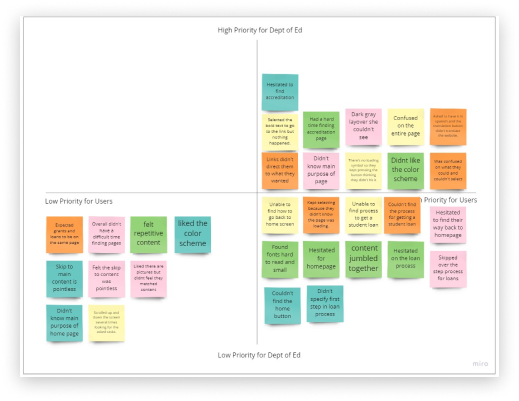 High Priority for Dept of Ed
Hesitated to
find
accreditation
Selected the
bold text to go
to the link but
nothing
happened.
Had a hard
time finding
accreditation
page
Dark gray
layover she
couldn't
see
Confused
on the
entire page
Links didn't
direct them
to what they
wanted
Didn't
know main
purpose of
page
Didnt like
the color
scheme
Was confused
on what they
could and
couldn't select
Low Priority for Users
Priority for Users
Expected
grants and
loans to be on
the same page
Overall didn't
have a
difficult time
finding pages
felt
repetitive
content
liked the
color
scheme
Unable to
find how to
go back to
home screen
Kept selecting
because they
didn't know
the page was
loading
Unable to
find process
to get a
student loan
Couldn't find
the process
for getting a
student loan
Hesitated
to find
their way
back to
homepage
Skip to
main
content is
pointless
Felt the skip
to content
was
pointless
Liked there are
pictures but
didn't feel they
matched
content
Found
fonts hard
to read and
small
Hesitated
for
homepage
content
jumbled
together
Hesitated
on the loan
process
Skipped
over the
step process
for loans
Didn't
know main
purpose of
home page
Scrolled up and
down the screen
several times
looking for the
Couldn't
find the
home
button
Didn't
specify first
step in loan
process
Low Priority for Dept of Ed
miro